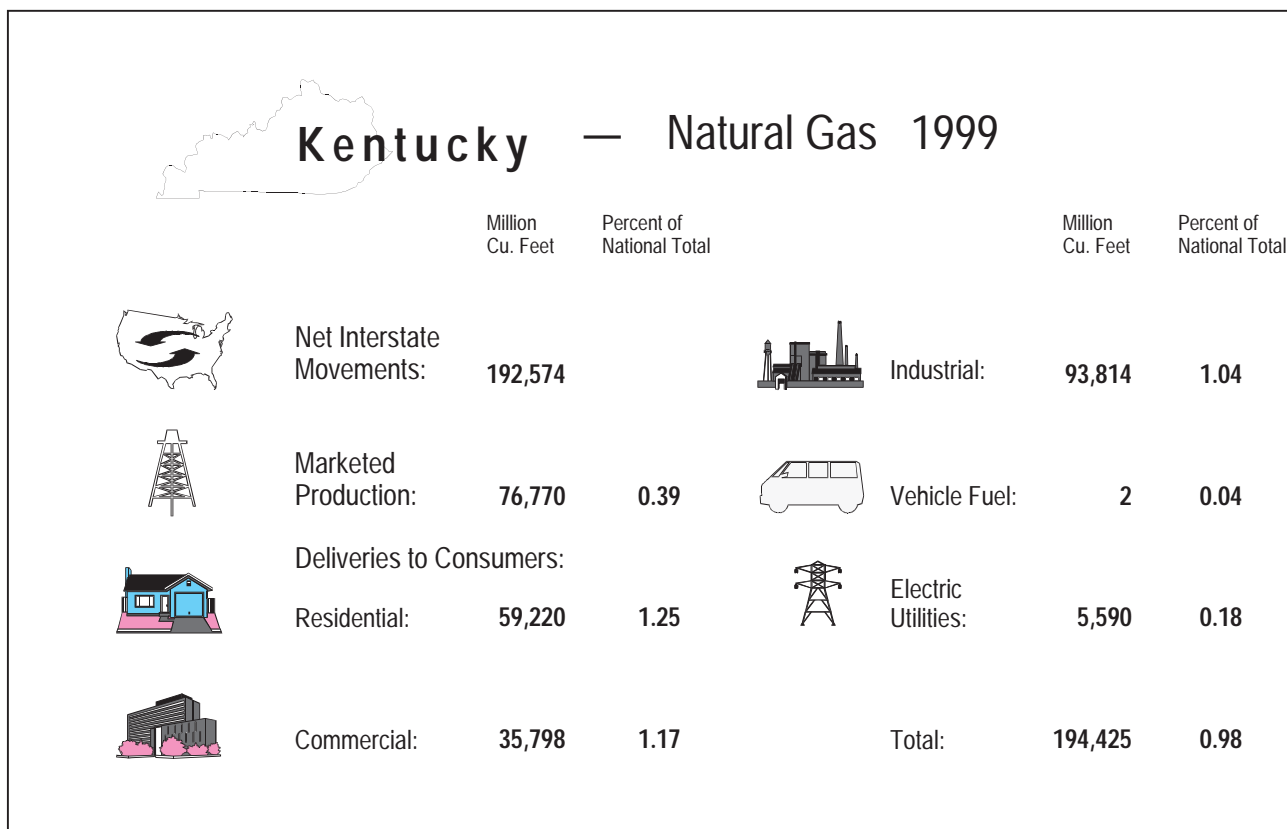 Kentucky — Natural Gas 1999
Million Cu. Feet
Percent of National Total
Million Cu. Feet
Percent of National Total
Net Interstate
Movements: 192,574
Industrial: 93,814 1.04
Marketed
Production: 76,770 0.39
Vehicle Fuel: 2 0.04
Deliveries to Consumers:
Residential: 59,220 1.25
Electric
Utilities: 5,590 0.18
Commercial: 35,798 1.17
Total: 194,425 0.98